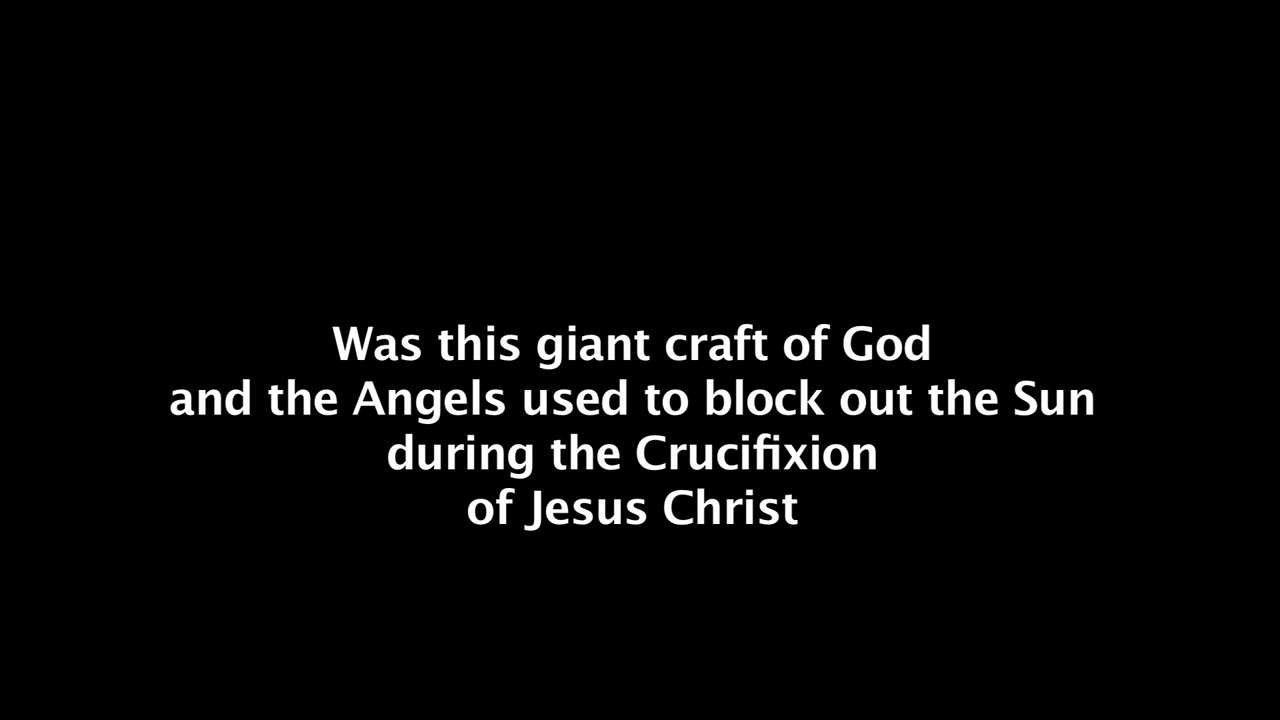 Was this giant craft of God
and the Angels used to block out the Sun
during the Crucifixion
of Jesus Christ